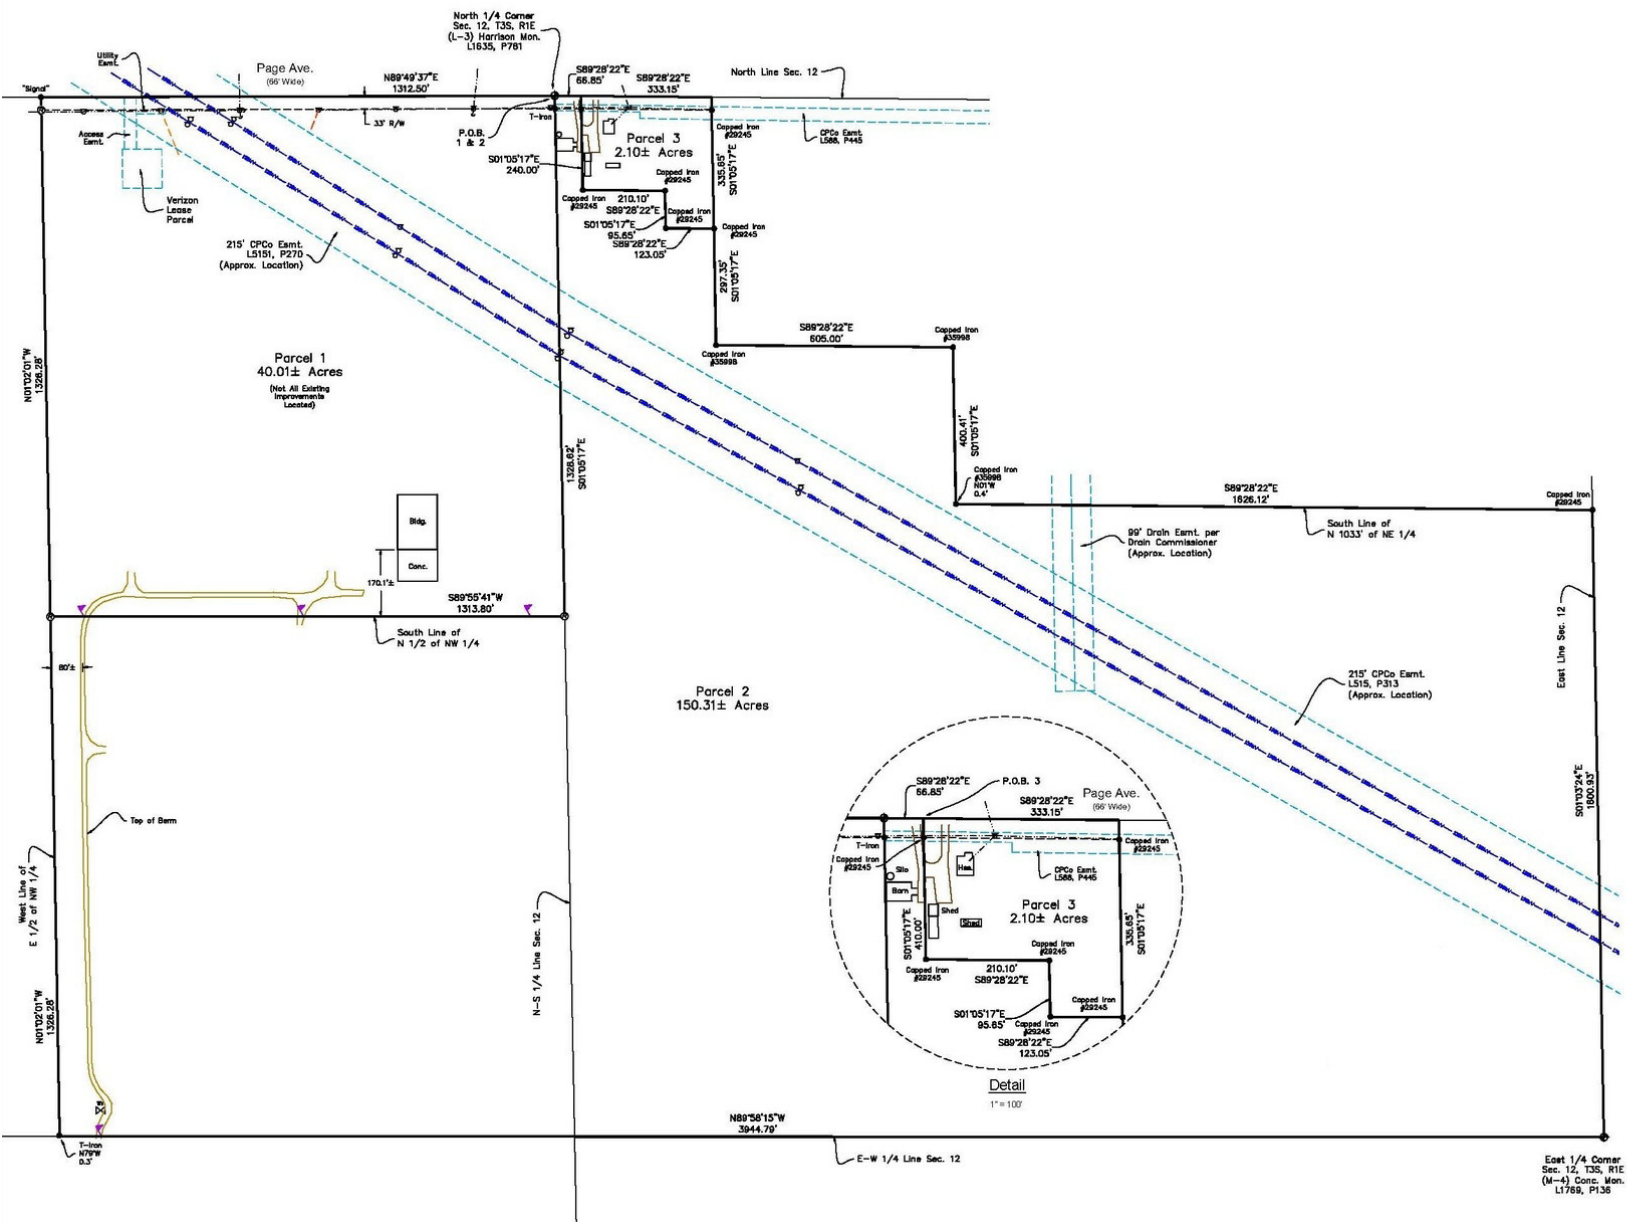 North 1/4 Corner
Sec. 12, T3S, R1E
(L-3) Harrison Mon.
L1635, P781
Utility
Esmt.
Page Ave.
(66' Wide)
N89°49'37"E
1312.50'
S89°28'22"E
66.85'
S89°28'22"E
333.15'
North Line Sec. 12
"Signal"
33' R/W
T-Iron
P.O.B.
1 & 2
Access
Esmt.
Parcel 3
2.10± Acres
Capped Iron
#29245
CPCo Esmt.
L588, P445
S01°05'17"E
240.00'
335.65'
S01°05'17"E
Capped Iron
#29245
Capped Iron
#29245
210.10'
S89°28'22"E
Capped Iron
#29245
S01°05'17"E
95.65'
S89°28'22"E
123.05'
Capped Iron
#29245
Verizon
Lease
Parcel
215' CPCo Esmt.
L5151, P270
(Approx. Location)
297.35'
S01°05'17"E
S89°28'22"E
605.00'
Capped Iron
#35998
Capped Iron
#35998
N01°02'01"W
1326.28'
Parcel 1
40.01± Acres
(Not All Existing
Improvements
Located)
400.41'
S01°05'17"E
1328.62'
S01°05'17"E
Capped Iron
#35998
N01°W
0.4'
S89°28'22"E
1626.12'
Capped Iron
#29245
South Line of
N 1033' of NE 1/4
Bldg.
Conc.
170.1'±
99' Drain Esmt. per
Drain Commissioner
(Approx. Location)
S89°55'41"W
1313.80'
South Line of
N 1/2 of NW 1/4
East Line Sec. 12
60'±
Parcel 2
150.31± Acres
215' CPCo Esmt.
L515, P313
(Approx. Location)
S01°03'24"E
1600.93'
Top of Berm
West Line of
E 1/2 of NW 1/4
N-S 1/4 Line Sec. 12
N01°02'01"W
1326.28'
S89°28'22"E
66.85'
P.O.B. 3
S89°28'22"E
333.15'
Page Ave.
(66' Wide)
T-Iron
Capped Iron
#29245
Capped Iron
#29245
Silo
Barn
Hse.
CPCo Esmt.
L588, P445
Shed
Shed
Parcel 3
2.10± Acres
S01°05'17"E
410.00'
335.65'
S01°05'17"E
Capped Iron
#29245
Capped Iron
#29245
210.10'
S89°28'22"E
S01°05'17"E
95.65'
Capped Iron
#29245
Capped Iron
#29245
S89°28'22"E
123.05'
Detail
1" = 100'
N89°58'15"W
3944.79'
E-W 1/4 Line Sec. 12
T-Iron
N79°W
0.3'
East 1/4 Corner
Sec. 12, T3S, R1E
(M-4) Conc. Mon.
L1769, P136